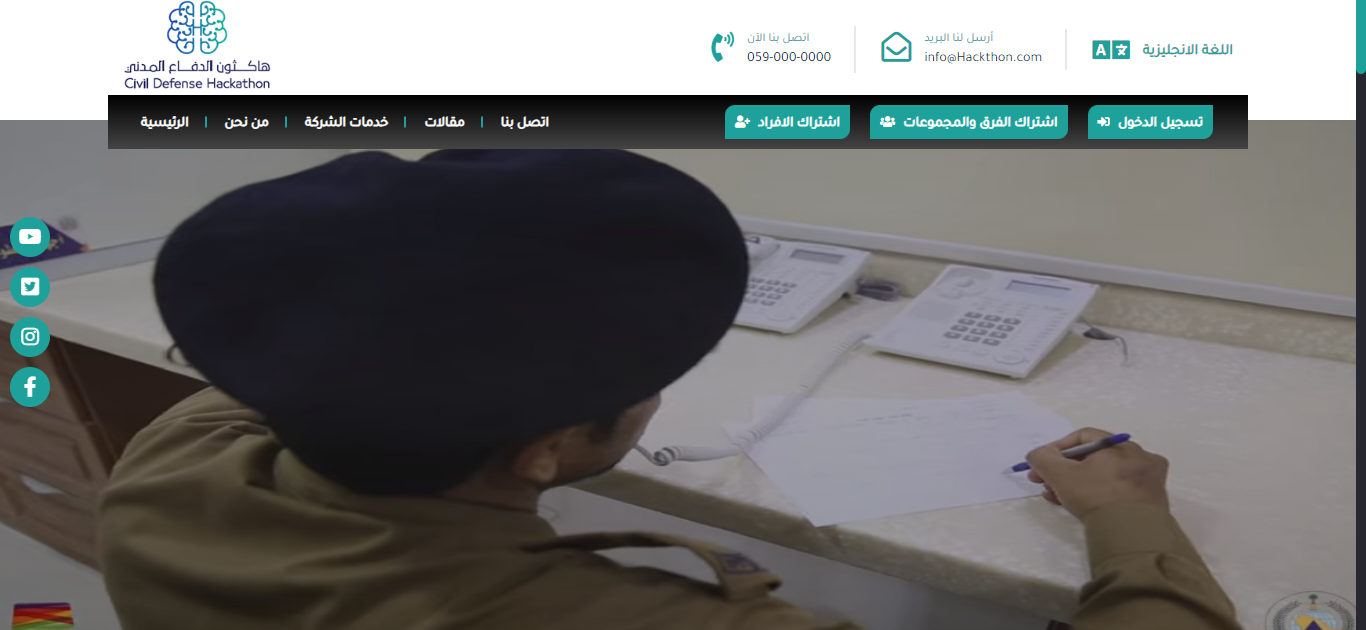 هاكثون الدفاع المدني
Civil Defense Hackathon
اتصل بنا الآن
059-000-0000
أرسل لنا البريد
info@Hackthon.com
اللغة الانجليزية
الرئيسية
من نحن
خدمات الشركة
مقالات
اتصل بنا
اشتراك الافراد
اشتراك الفرق والمجموعات
تسجيل الدخول